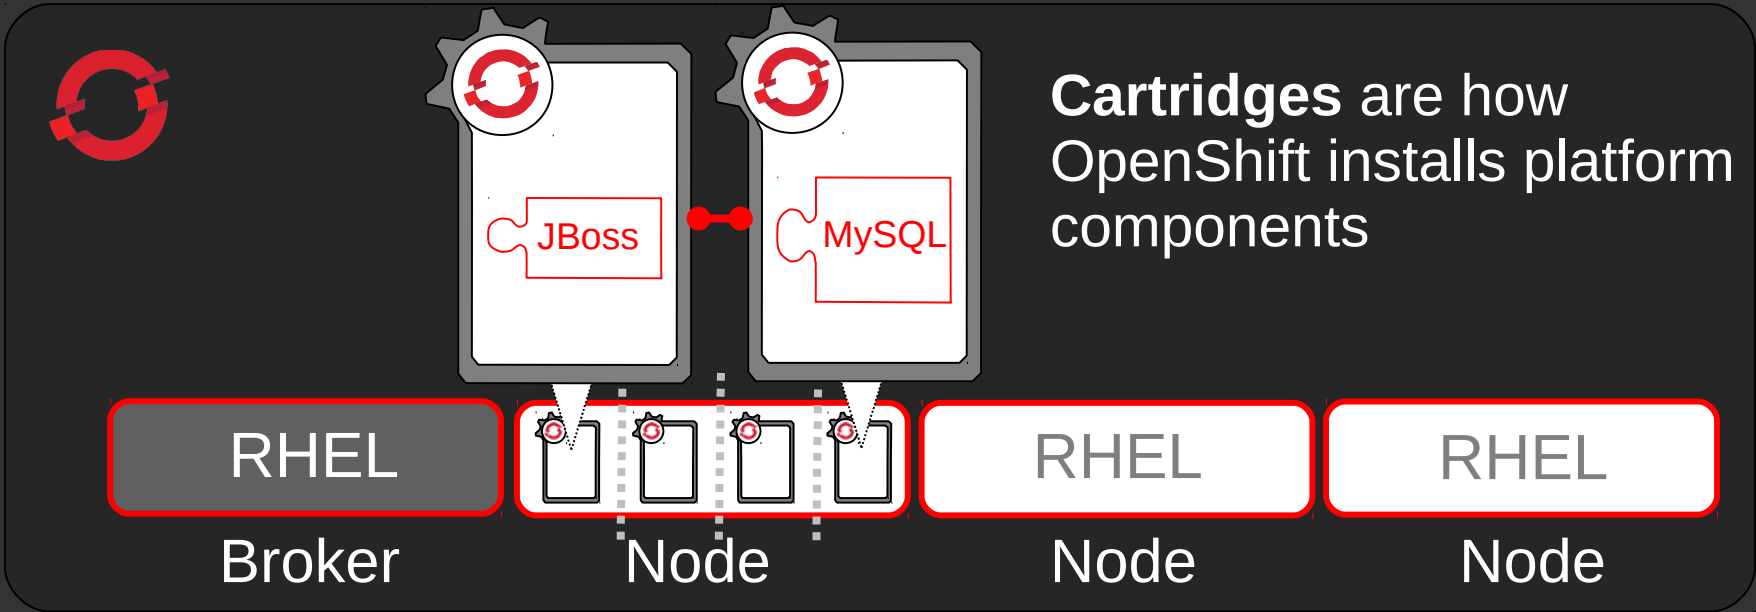 Cartridges are how
OpenShift installs platform
components
JBoss
MySQL
RHEL
RHEL
RHEL
Broker
Node
Node
Node